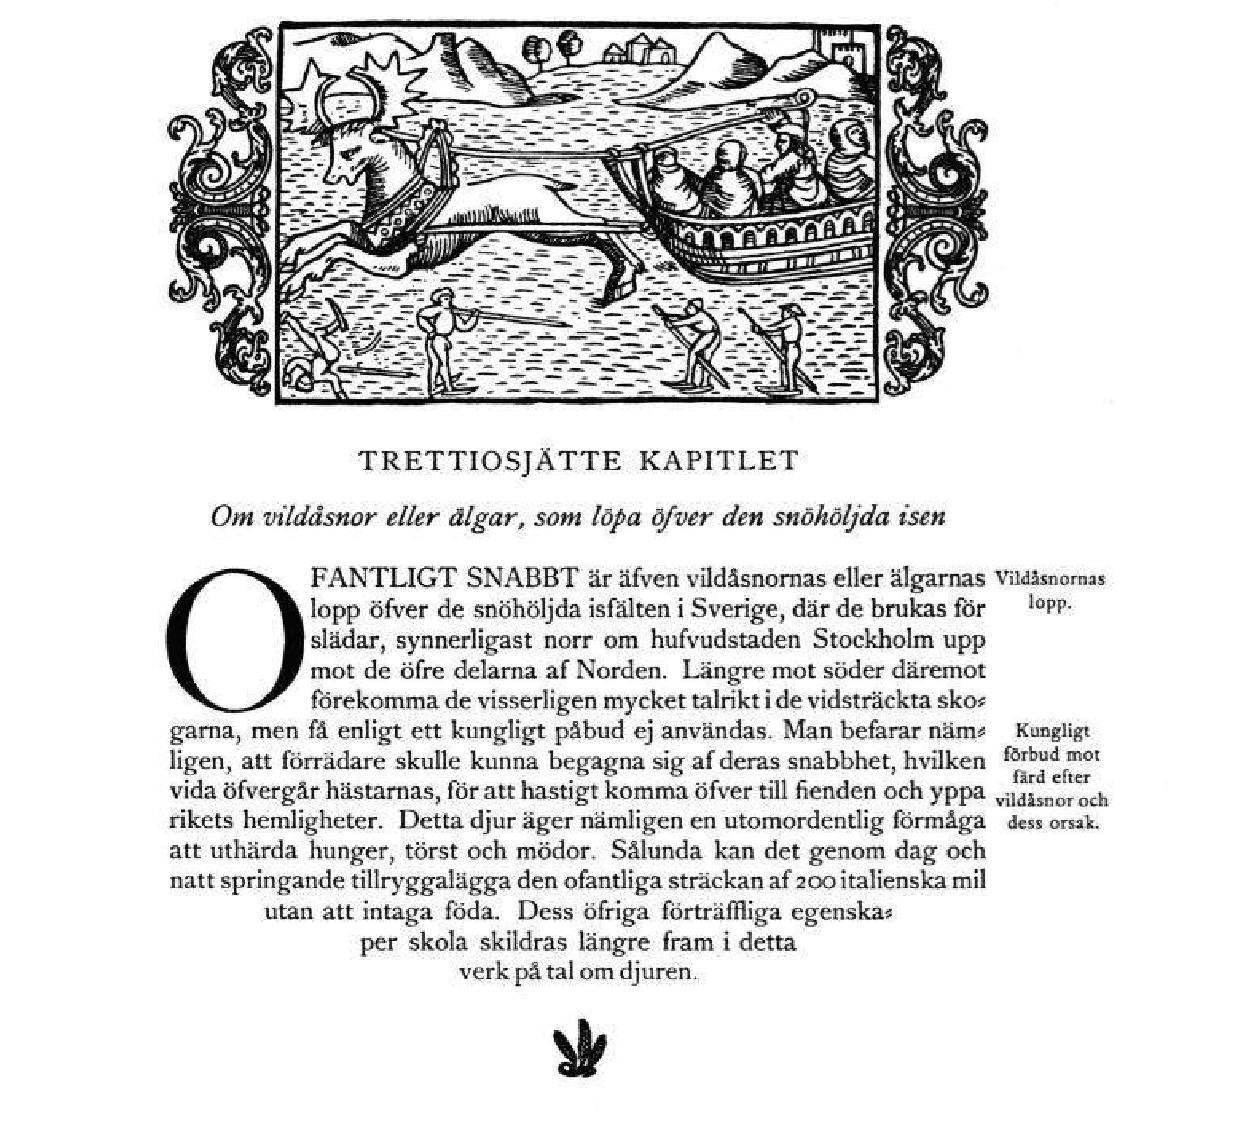 TRETTIOSJÄTTE KAPITLET
Om vildåsnor eller älgar, som löpa öfver den snöhöljda isen
OFANTLIGT SNABBT är äfven vildåsnornas eller älgarnas
lopp öfver de snöhöljda isfälten i Sverige, där de brukas för
slädar, synnerligast norr om hufvudstaden Stockholm upp
mot de öfre delarna af Norden. Längre mot söder däremot
förekomma de visserligen mycket talrikt i de vidsträckta sko⸗
garna, men få enligt ett kungligt påbud ej användas. Man befarar näm⸗
ligen, att förrädare skulle kunna begagna sig af deras snabbhet, hvilken
vida öfvergår hästarnas, för att hastigt komma öfver till fienden och yppa
rikets hemligheter. Detta djur äger nämligen en utomordentlig förmåga
att uthärda hunger, törst och mödor. Sålunda kan det genom dag och
natt springande tillryggalägga den ofantliga sträckan af 200 italienska mil
utan att intaga föda. Dess öfriga förträffliga egenska⸗
per skola skildras längre fram i detta
verk på tal om djuren.
Vildåsnornas
lopp.
Kungligt
förbud mot
färd efter
vildåsnor och
dess orsak.